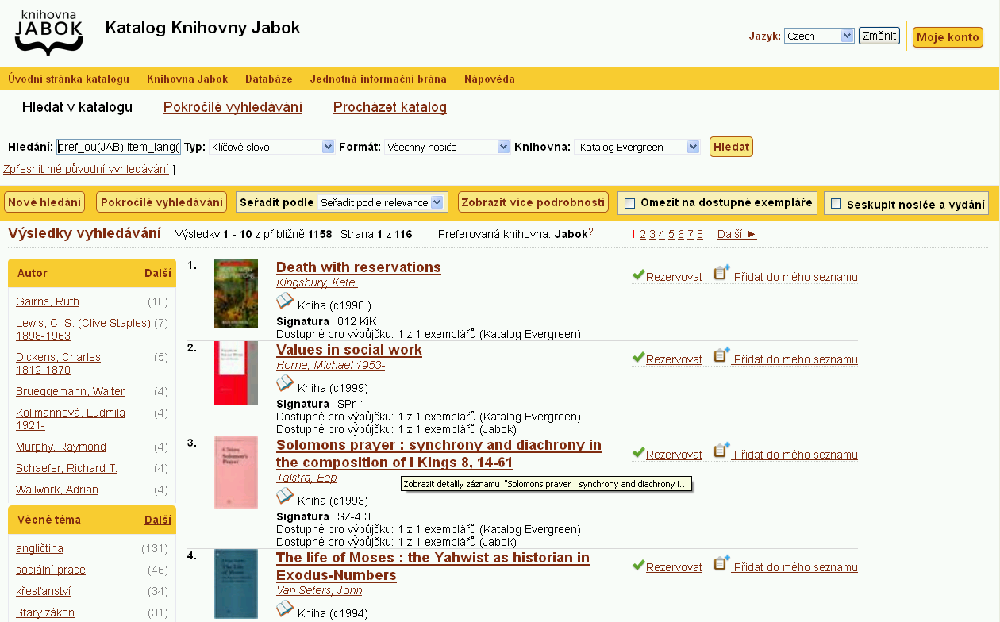 knihovna
JABOK
Katalog Knihovny Jabok
Jazyk: Czech Změnit Moje konto
Úvodní stránka katalogu Knihovna Jabok Databáze Jednotná informační brána Nápověda
Hledat v katalogu Pokročilé vyhledávání Procházet katalog
Hledání: pref_ou(JAB) item_lang( Typ: Klíčové slovo Formát: Všechny nosiče Knihovna: Katalog Evergreen Hledat
Zpřesnit mé původní vyhledávání ]
Nové hledání Pokročilé vyhledávání Seřadit podle Seřadit podle relevance Zobrazit více podrobností Omezit na dostupné exempláře Seskupit nosiče a vydání
Výsledky vyhledávání Výsledky 1 - 10 z přibližně 1158 Strana 1 z 116 Preferovaná knihovna: Jabok? 1 2 3 4 5 6 7 8 Další ►
Autor Další
Gairns, Ruth (10)
Lewis, C. S. (Clive Staples) (7)
1898-1963
Dickens, Charles (5)
1812-1870
Brueggemann, Walter (4)
Kollmannová, Ludmila (4)
1921-
Murphy, Raymond (4)
Schaefer, Richard T. (4)
Wallwork, Adrian (4)
Věcné téma Další
angličtina (131)
sociální práce (46)
křesťanství (34)
Starý zákon (31)
1. Death with reservations
Kingsbury, Kate.
Kniha (c1998.)
Signatura 812 KiK
Dostupné pro výpůjčku: 1 z 1 exemplářů (Katalog Evergreen)
Rezervovat Přidat do mého seznamu
2. Values in social work
Horne, Michael 1953-
Kniha (c1999)
Signatura SPr-1
Dostupné pro výpůjčku: 1 z 1 exemplářů (Katalog Evergreen)
Dostupné pro výpůjčku: 1 z 1 exemplářů (Jabok)
Rezervovat Přidat do mého seznamu
3. Solomons prayer : synchrony and diachrony in
the composition of I Kings 8, 14-61
Talstra, Eep
Zobrazit detaily záznamu "Solomons prayer : synchrony and diachrony i...
Kniha (c1993)
Signatura SZ-4.3
Dostupné pro výpůjčku: 1 z 1 exemplářů (Katalog Evergreen)
Dostupné pro výpůjčku: 1 z 1 exemplářů (Jabok)
Rezervovat Přidat do mého seznamu
4. The life of Moses : the Yahwist as historian in
Exodus-Numbers
Van Seters, John
Kniha (c1994)
Rezervovat Přidat do mého seznamu